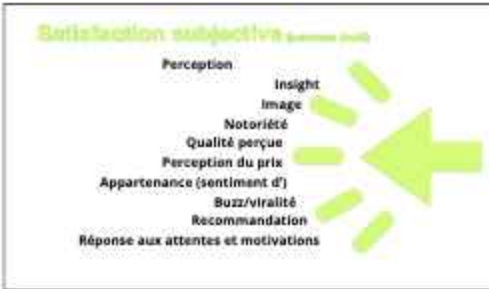 Satisfaction subjective
Perception
Insight
Image
Notoriété
Qualité perçue
Perception du prix
Appartenance (sentiment d')
Buzz/viralité
Recommandation
Réponse aux attentes et motivations